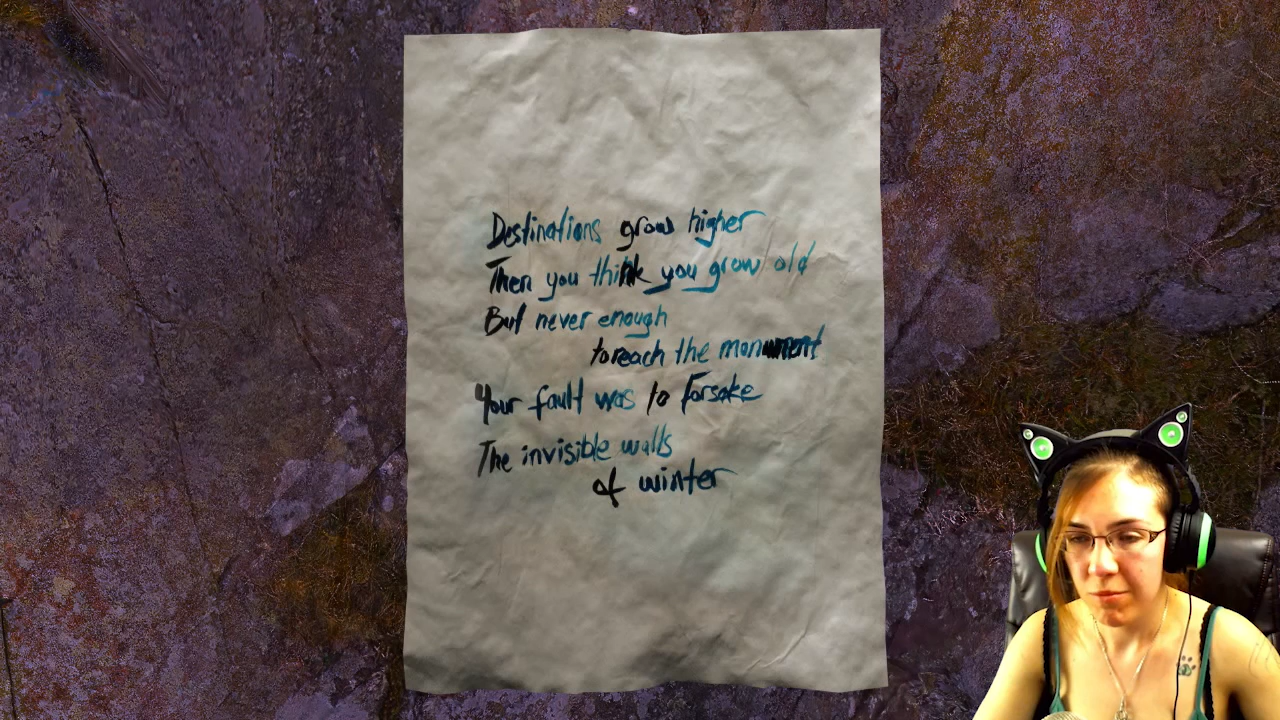 Destinations grow higher
Then you think you grow old
But never enough
to reach the monument
Your fault was to forsake
The invisible walls
of winter